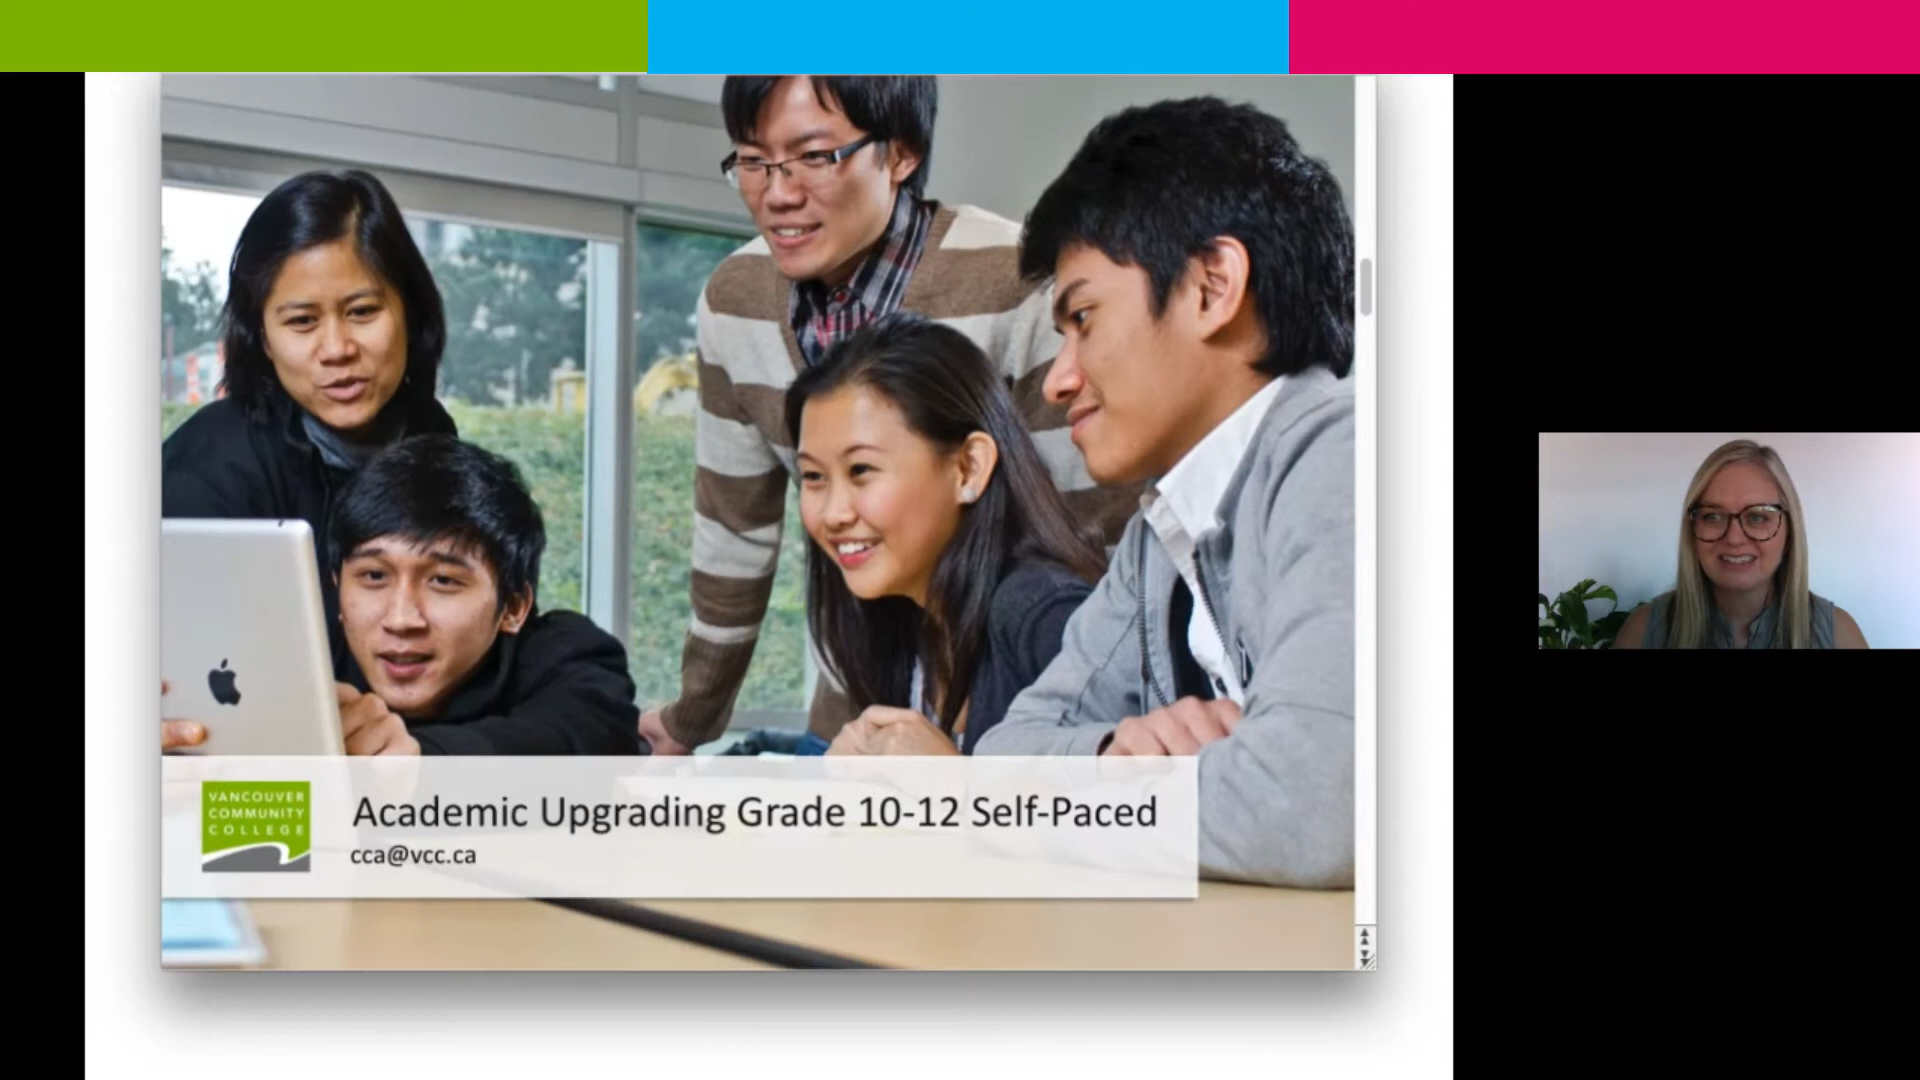 VANCOUVER
COMMUNITY
COLLEGE
Academic Upgrading Grade 10-12 Self-Paced
cca@vcc.ca